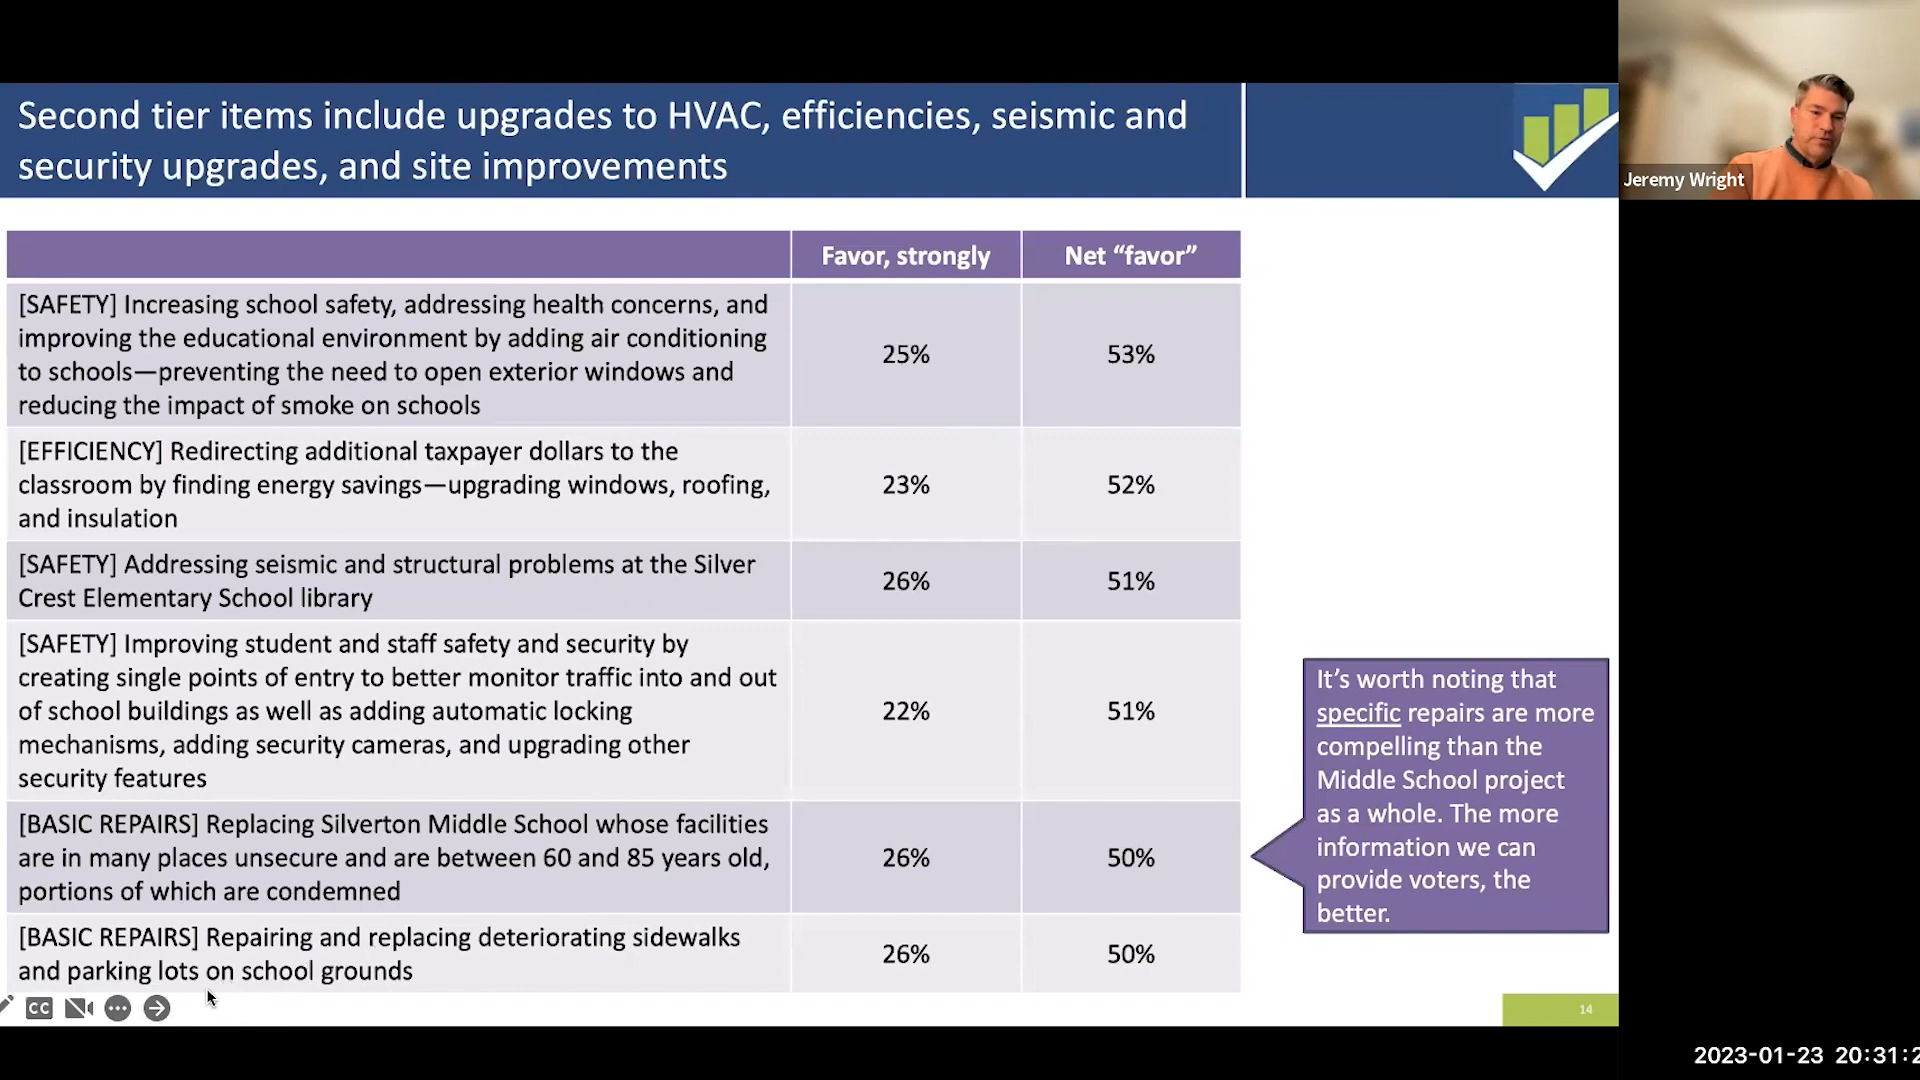 Second tier items include upgrades to HVAC, efficiencies, seismic and
security upgrades, and site improvements
Jeremy Wright
Favor, strongly
Net “favor”
[SAFETY] Increasing school safety, addressing health concerns, and
improving the educational environment by adding air conditioning
to schools—preventing the need to open exterior windows and
reducing the impact of smoke on schools
25%
53%
[EFFICIENCY] Redirecting additional taxpayer dollars to the
classroom by finding energy savings—upgrading windows, roofing,
and insulation
23%
52%
[SAFETY] Addressing seismic and structural problems at the Silver
Crest Elementary School library
26%
51%
[SAFETY] Improving student and staff safety and security by
creating single points of entry to better monitor traffic into and out
of school buildings as well as adding automatic locking
mechanisms, adding security cameras, and upgrading other
security features
22%
51%
[BASIC REPAIRS] Replacing Silverton Middle School whose facilities
are in many places unsecure and are between 60 and 85 years old,
portions of which are condemned
26%
50%
[BASIC REPAIRS] Repairing and replacing deteriorating sidewalks
and parking lots on school grounds
26%
50%
It’s worth noting that
specific repairs are more
compelling than the
Middle School project
as a whole. The more
information we can
provide voters, the
better.
CC
14
2023-01-23 20:31:2